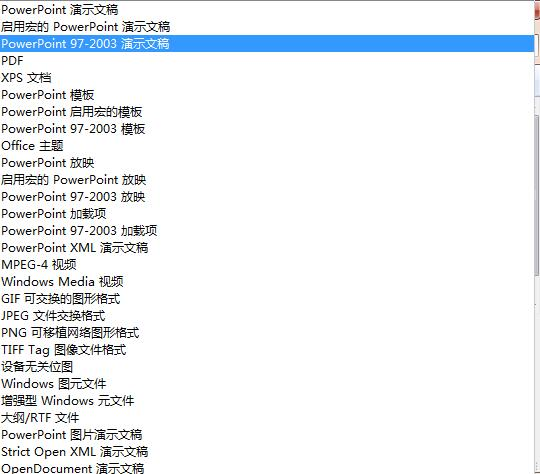 PowerPoint 演示文稿
启用宏的 PowerPoint 演示文稿
PowerPoint 97-2003 演示文稿
PDF
XPS 文档
PowerPoint 模板
PowerPoint 启用宏的模板
PowerPoint 97-2003 模板
Office 主题
PowerPoint 放映
启用宏的 PowerPoint 放映
PowerPoint 97-2003 放映
PowerPoint 加载项
PowerPoint 97-2003 加载项
PowerPoint XML 演示文稿
MPEG-4 视频
Windows Media 视频
GIF 可交换的图形格式
JPEG 文件交换格式
PNG 可移植网络图形格式
TIFF Tag 图像文件格式
设备无关位图
Windows 图元文件
增强型 Windows 元文件
大纲/RTF 文件
PowerPoint 图片演示文稿
Strict Open XML 演示文稿
OpenDocument 演示文稿